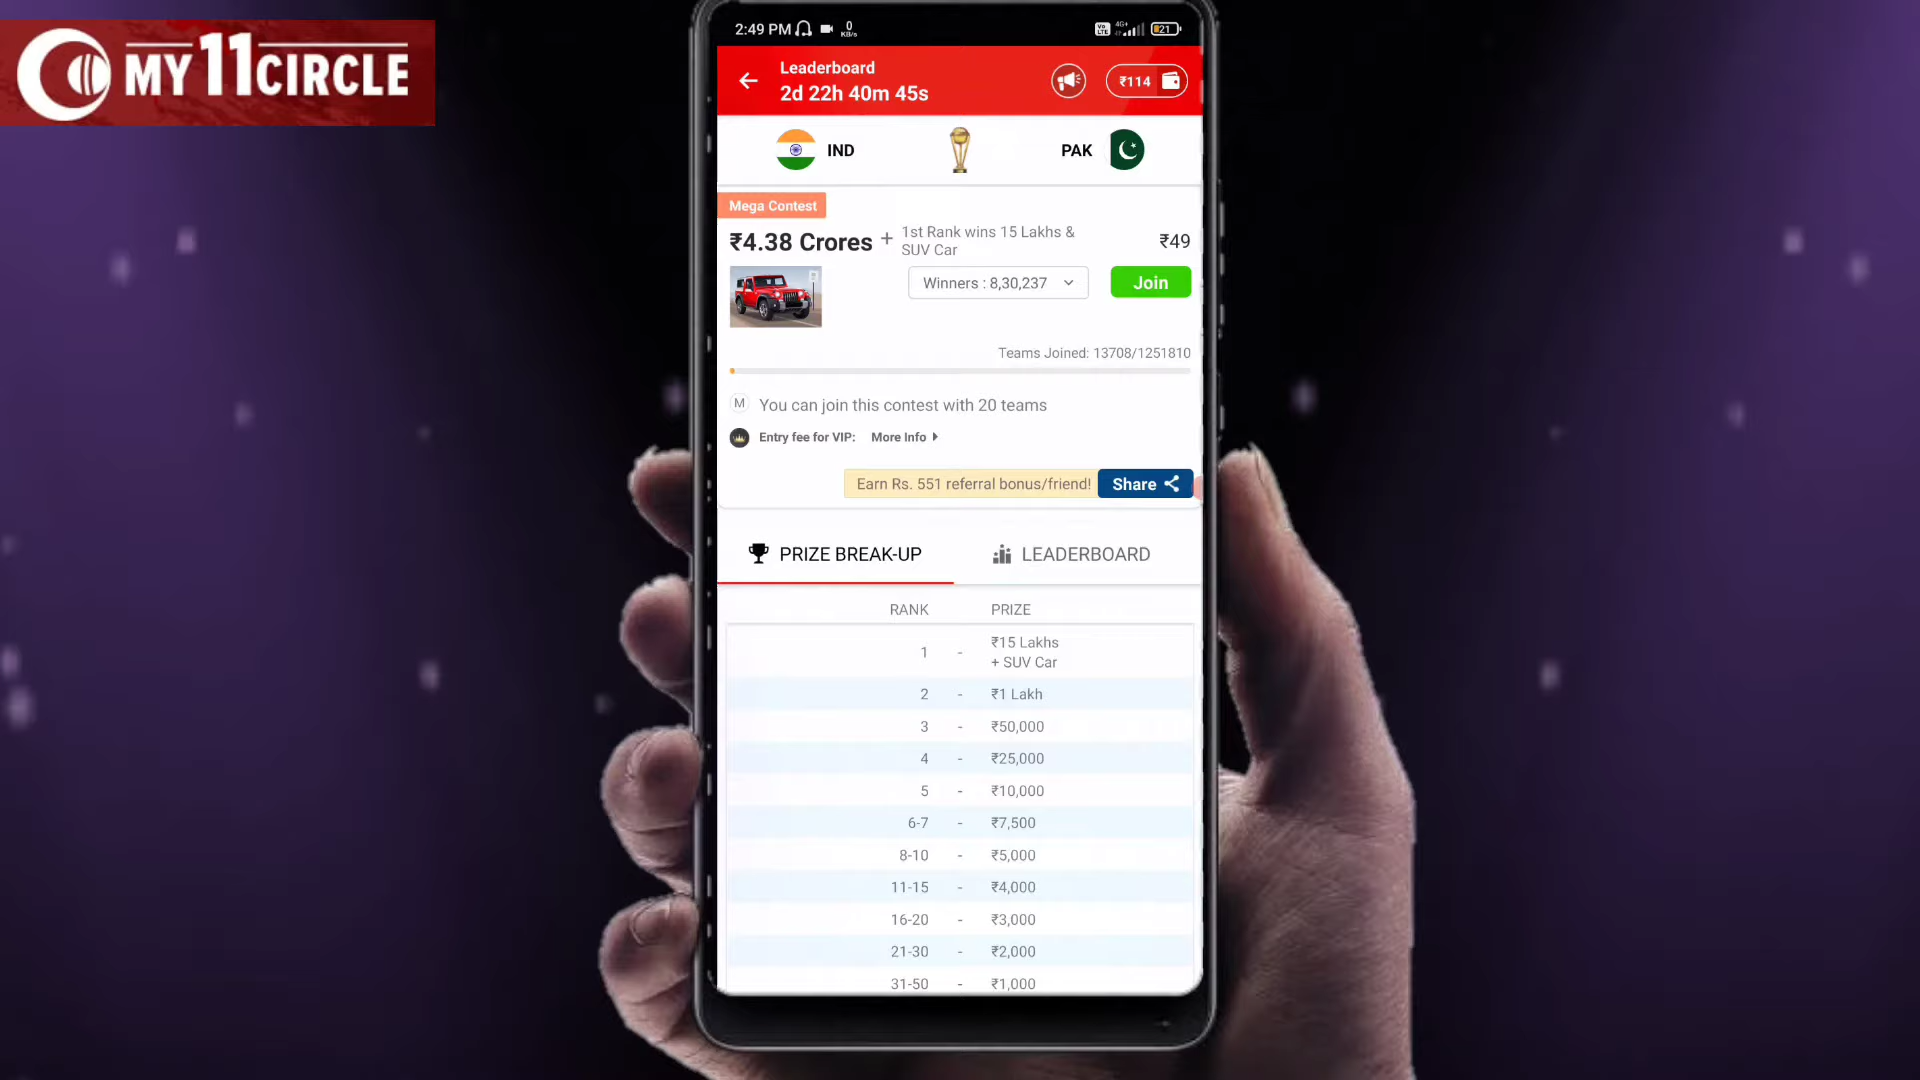 MY11CIRCLE
2:49 PM 0 KB/s 4G+ 21
Leaderboard
2d 22h 40m 45s
₹114
IND PAK
Mega Contest
₹4.38 Crores + 1st Rank wins 15 Lakhs & SUV Car ₹49
Winners : 8,30,237 Join
Teams Joined: 13708/1251810
M You can join this contest with 20 teams
Entry fee for VIP: More Info
Earn Rs. 551 referral bonus/friend! Share
PRIZE BREAK-UP LEADERBOARD
RANK PRIZE
1 - ₹15 Lakhs + SUV Car
2 - ₹1 Lakh
3 - ₹50,000
4 - ₹25,000
5 - ₹10,000
6-7 - ₹7,500
8-10 - ₹5,000
11-15 - ₹4,000
16-20 - ₹3,000
21-30 - ₹2,000
31-50 - ₹1,000